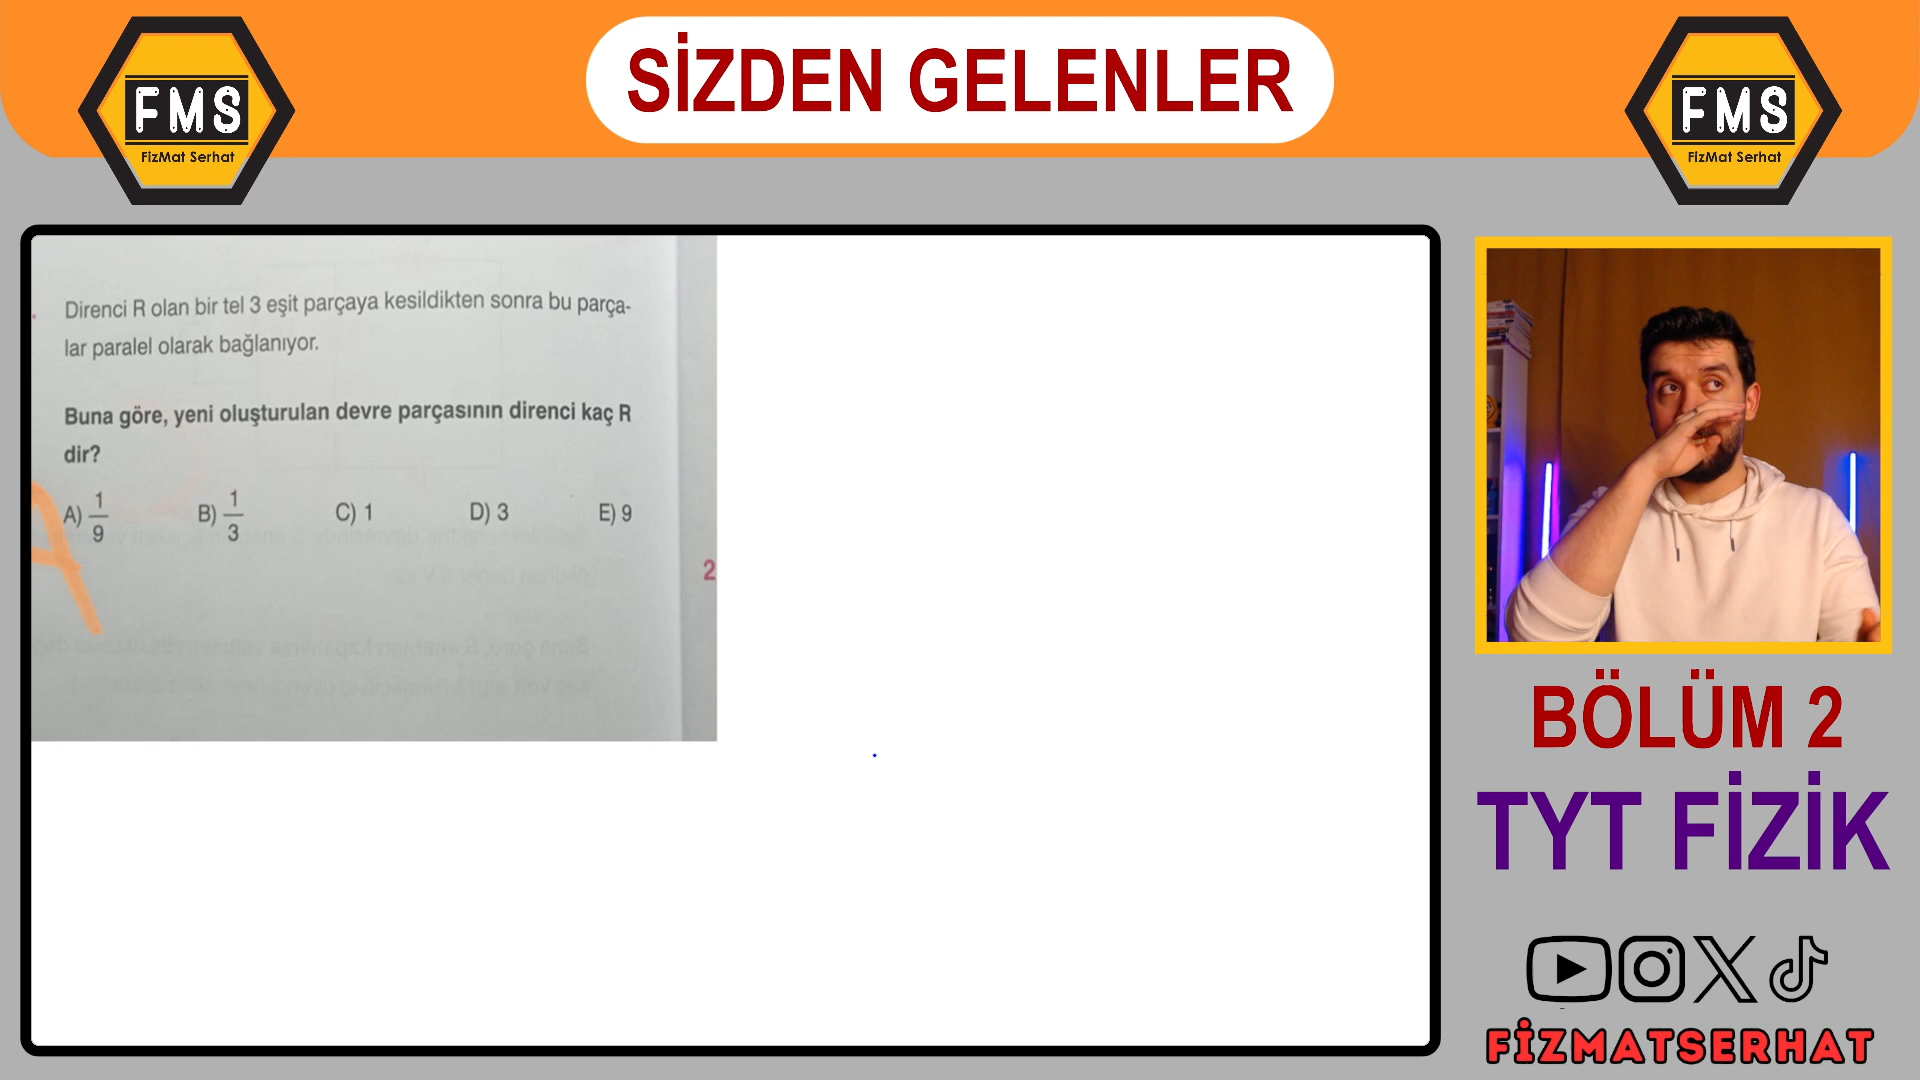 SİZDEN GELENLER
FMS
FizMat Serhat
FMS
FizMat Serhat
Direnci R olan bir tel 3 eşit parçaya kesildikten sonra bu parça-
lar paralel olarak bağlanıyor.
Buna göre, yeni oluşturulan devre parçasının direnci kaç R
dir?
A) 1/9 B) 1/3 C) 1 D) 3 E) 9
2
BÖLÜM 2
TYT FİZİK
FİZMATSERHAT